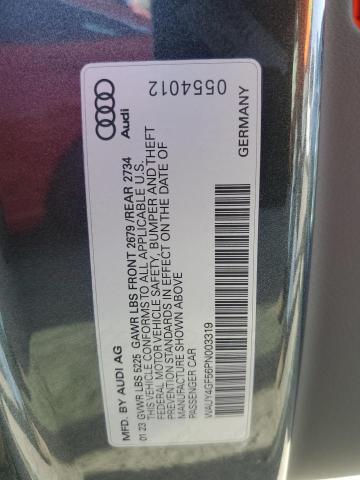 Audi
0554012
MFD. BY AUDI AG
GERMANY
01.23 GVWR LBS 5225 GAWR LBS FRONT 2679 /REAR 2734
THIS VEHICLE CONFORMS TO ALL APPLICABLE U.S.
FEDERAL MOTOR VEHICLE SAFETY, BUMPER AND THEFT
PREVENTION STANDARDS IN EFFECT ON THE DATE OF
MANUFACTURE SHOWN ABOVE
PASSENGER CAR
WAUY4GF56PN003319